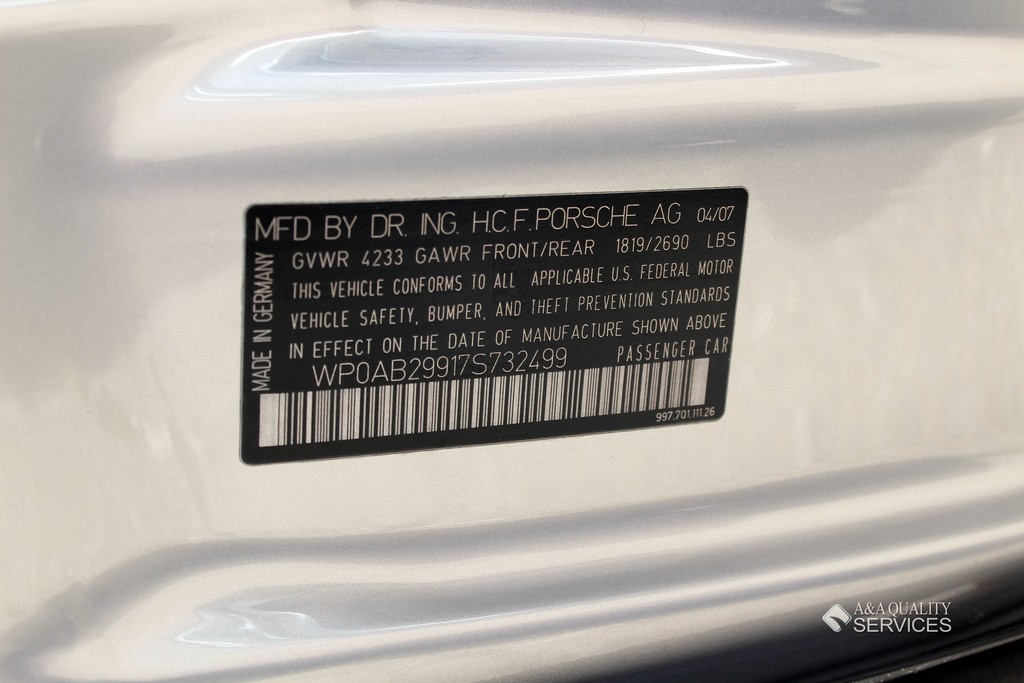 MFD BY DR. ING. H.C.F. PORSCHE AG 04/07
GVWR 4233 GAWR FRONT/REAR 1819/2690 LBS
THIS VEHICLE CONFORMS TO ALL APPLICABLE U.S. FEDERAL MOTOR
VEHICLE SAFETY, BUMPER, AND THEFT PREVENTION STANDARDS
IN EFFECT ON THE DATE OF MANUFACTURE SHOWN ABOVE
WP0AB29917S732499 PASSENGER CAR
997.701.111.26
MADE IN GERMANY
A&A QUALITY
SERVICES